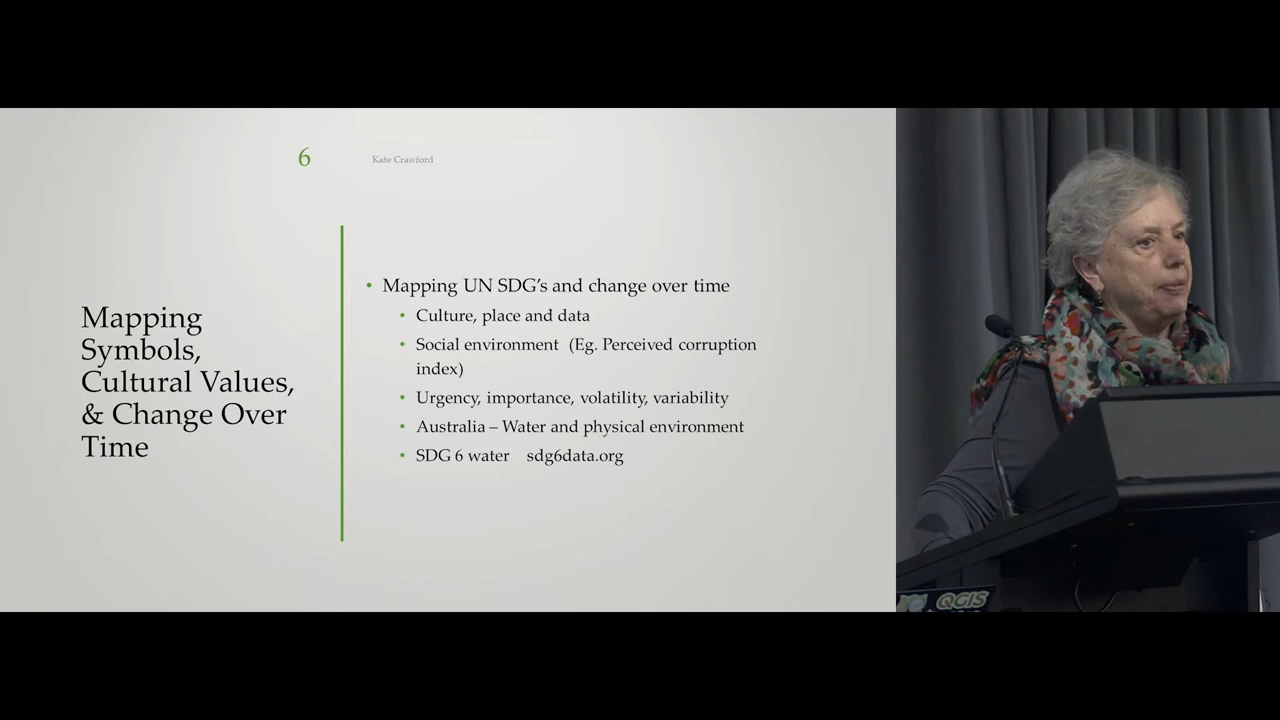 6
Kate Crawford
Mapping
Symbols,
Cultural Values,
& Change Over
Time
• Mapping UN SDG's and change over time
• Culture, place and data
• Social environment (Eg. Perceived corruption
index)
• Urgency, importance, volatility, variability
• Australia – Water and physical environment
• SDG 6 water sdg6data.org
QGIS